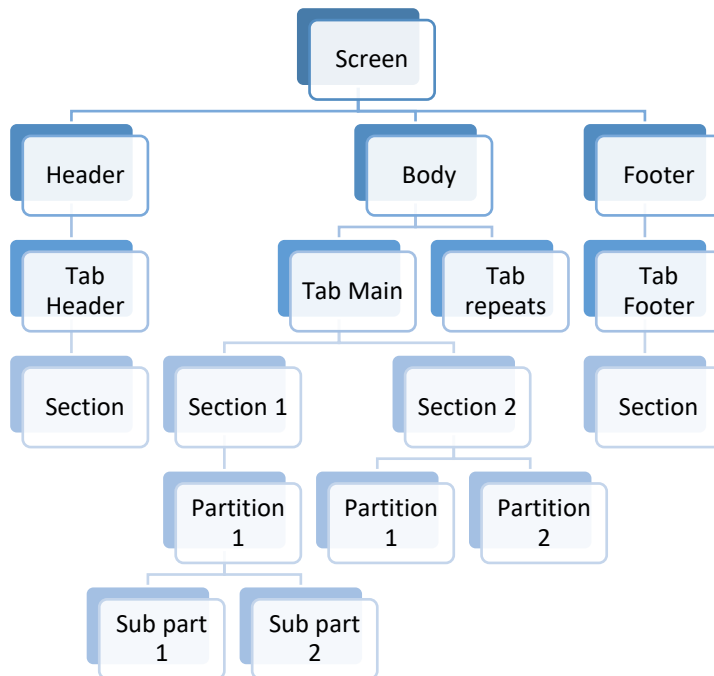 Screen
Header
Body
Footer
Tab
Header
Tab Main
Tab
repeats
Tab
Footer
Section
Section 1
Section 2
Section
Partition
1
Partition
1
Partition
2
Sub part
1
Sub part
2